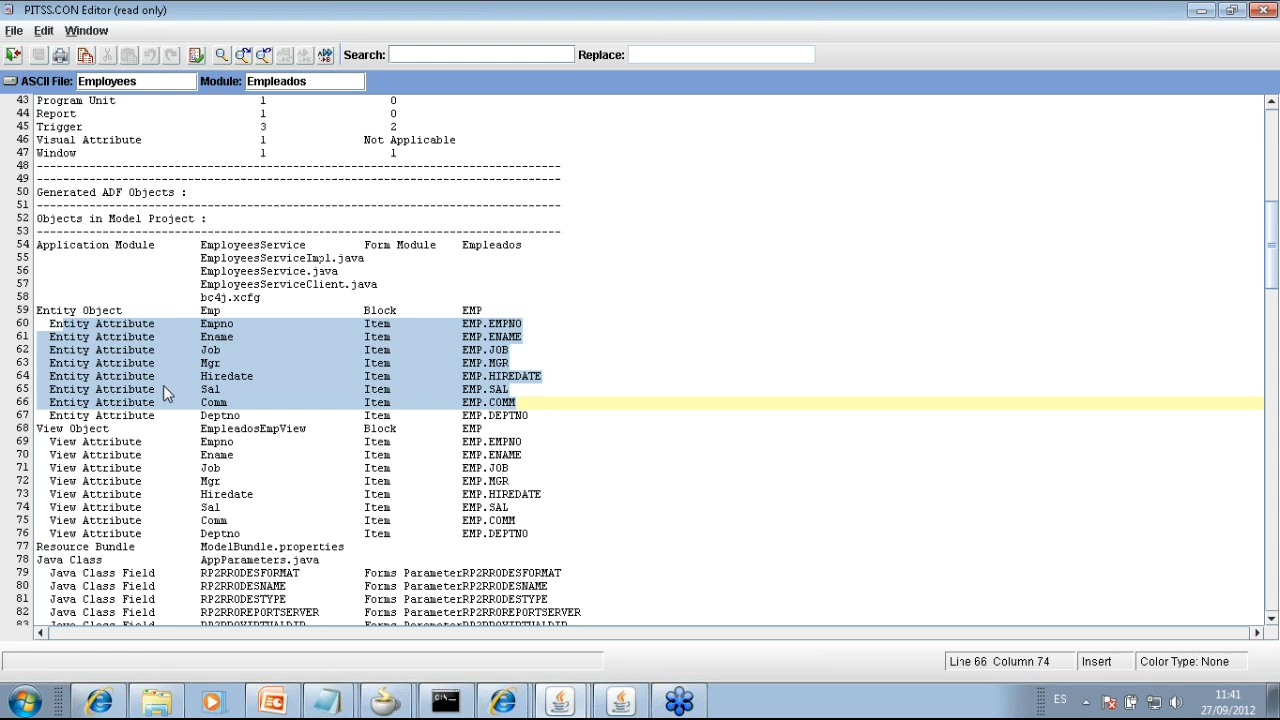 PITSS.CON Editor (read only)
File Edit Window
Search: Replace:
ASCII File: Employees Module: Empleados
43 Program Unit 1 0
44 Report 1 0
45 Trigger 3 2
46 Visual Attribute 1 Not Applicable
47 Window 1 1
48 --------------------------------------------------------------------------------
49 --------------------------------------------------------------------------------
50 Generated ADF Objects :
51 --------------------------------------------------------------------------------
52 Objects in Model Project :
53 --------------------------------------------------------------------------------
54 Application Module EmployeesService Form Module Empleados
55 EmployeesServiceImpl.java
56 EmployeesService.java
57 EmployeesServiceClient.java
58 bc4j.xcfg
59 Entity Object Emp Block EMP
60 Entity Attribute Empno Item EMP.EMPNO
61 Entity Attribute Ename Item EMP.ENAME
62 Entity Attribute Job Item EMP.JOB
63 Entity Attribute Mgr Item EMP.MGR
64 Entity Attribute Hiredate Item EMP.HIREDATE
65 Entity Attribute Sal Item EMP.SAL
66 Entity Attribute Comm Item EMP.COMM
67 Entity Attribute Deptno Item EMP.DEPTNO
68 View Object EmpleadosEmpView Block EMP
69 View Attribute Empno Item EMP.EMPNO
70 View Attribute Ename Item EMP.ENAME
71 View Attribute Job Item EMP.JOB
72 View Attribute Mgr Item EMP.MGR
73 View Attribute Hiredate Item EMP.HIREDATE
74 View Attribute Sal Item EMP.SAL
75 View Attribute Comm Item EMP.COMM
76 View Attribute Deptno Item EMP.DEPTNO
77 Resource Bundle ModelBundle.properties
78 Java Class AppParameters.java
79 Java Class Field RP2RRODESFORMAT Forms ParameterRP2RRODESFORMAT
80 Java Class Field RP2RRODESNAME Forms ParameterRP2RRODESNAME
81 Java Class Field RP2RRODESTYPE Forms ParameterRP2RRODESTYPE
82 Java Class Field RP2RROREPORTSERVER Forms ParameterRP2RROREPORTSERVER
83 Java Class Field RP2RROVIRTUALDIR Forms ParameterRP2RROVIRTUALDIR
Line 66 Column 74 Insert Color Type: None
ES 11:41
27/09/2012